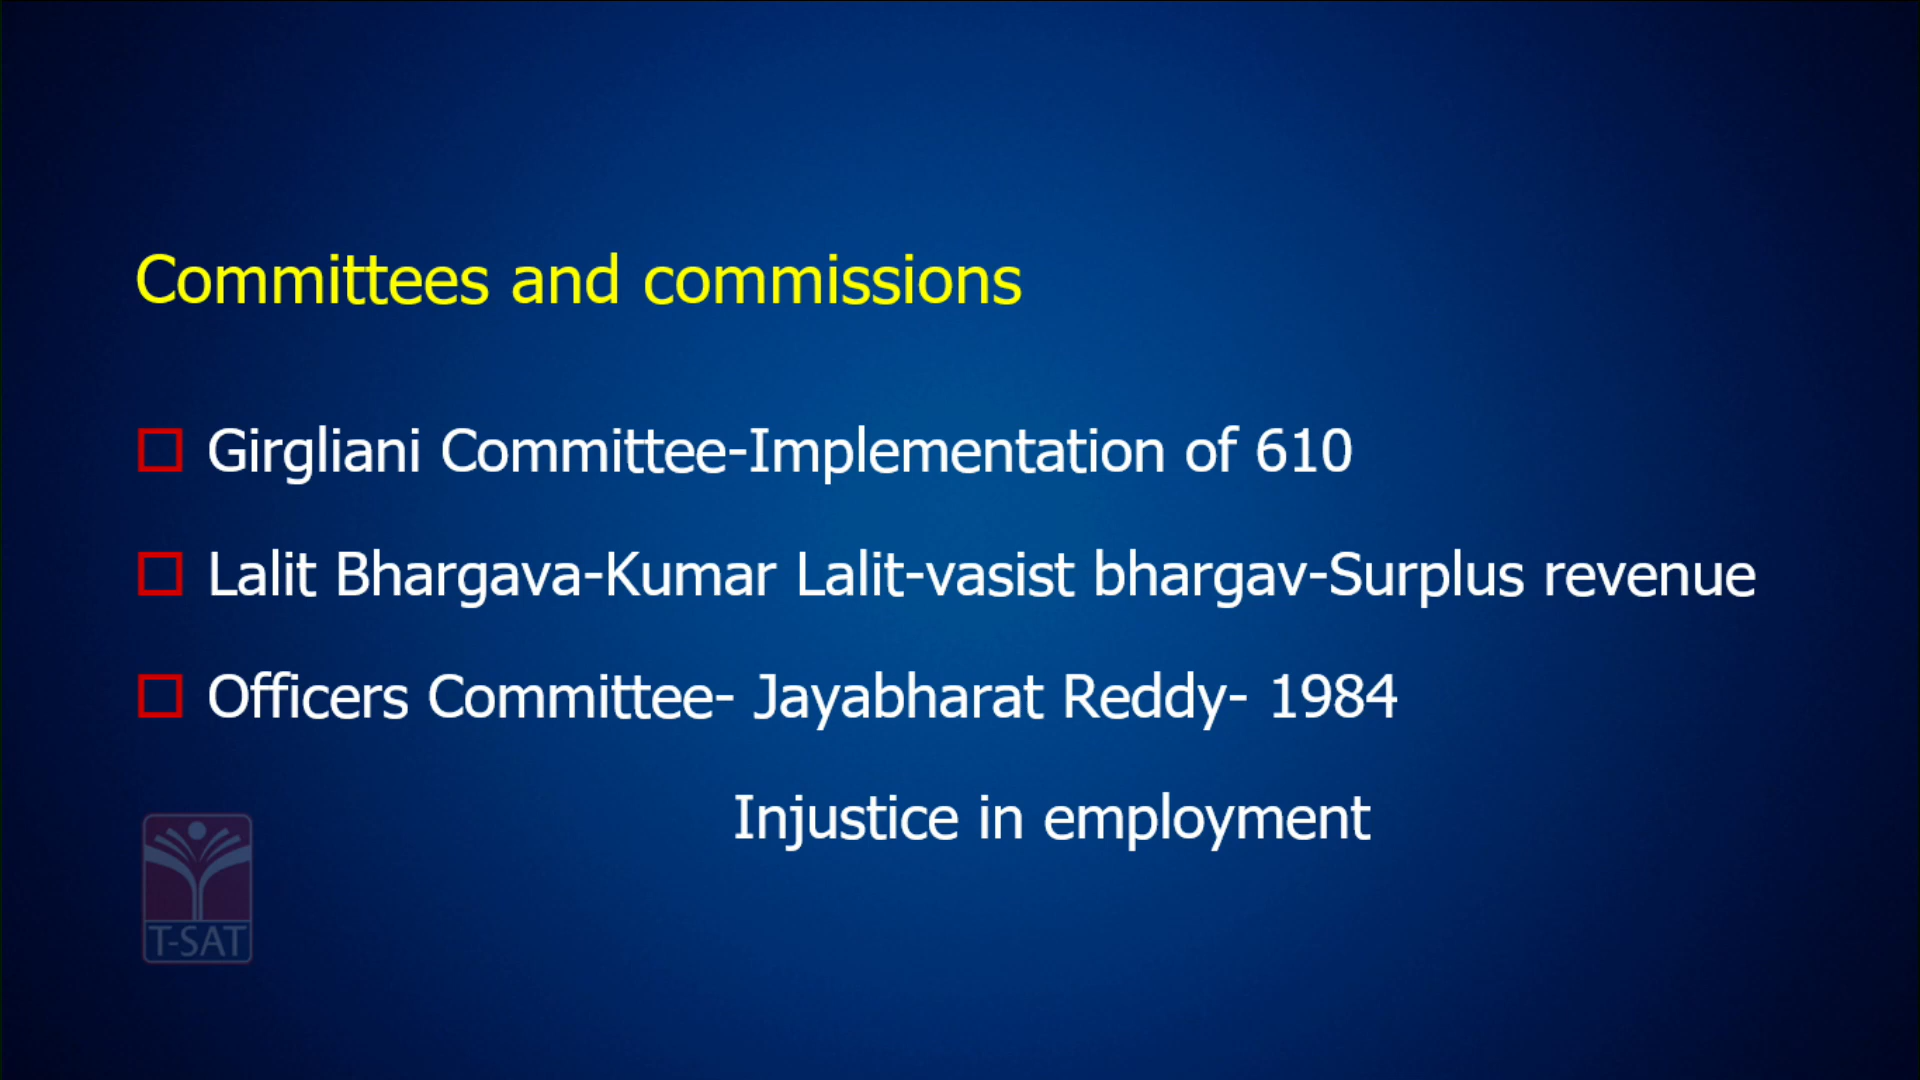 Committees and commissions
Girgliani Committee-Implementation of 610
Lalit Bhargava-Kumar Lalit-vasist bhargav-Surplus revenue
Officers Committee- Jayabharat Reddy- 1984
Injustice in employment
T-SAT